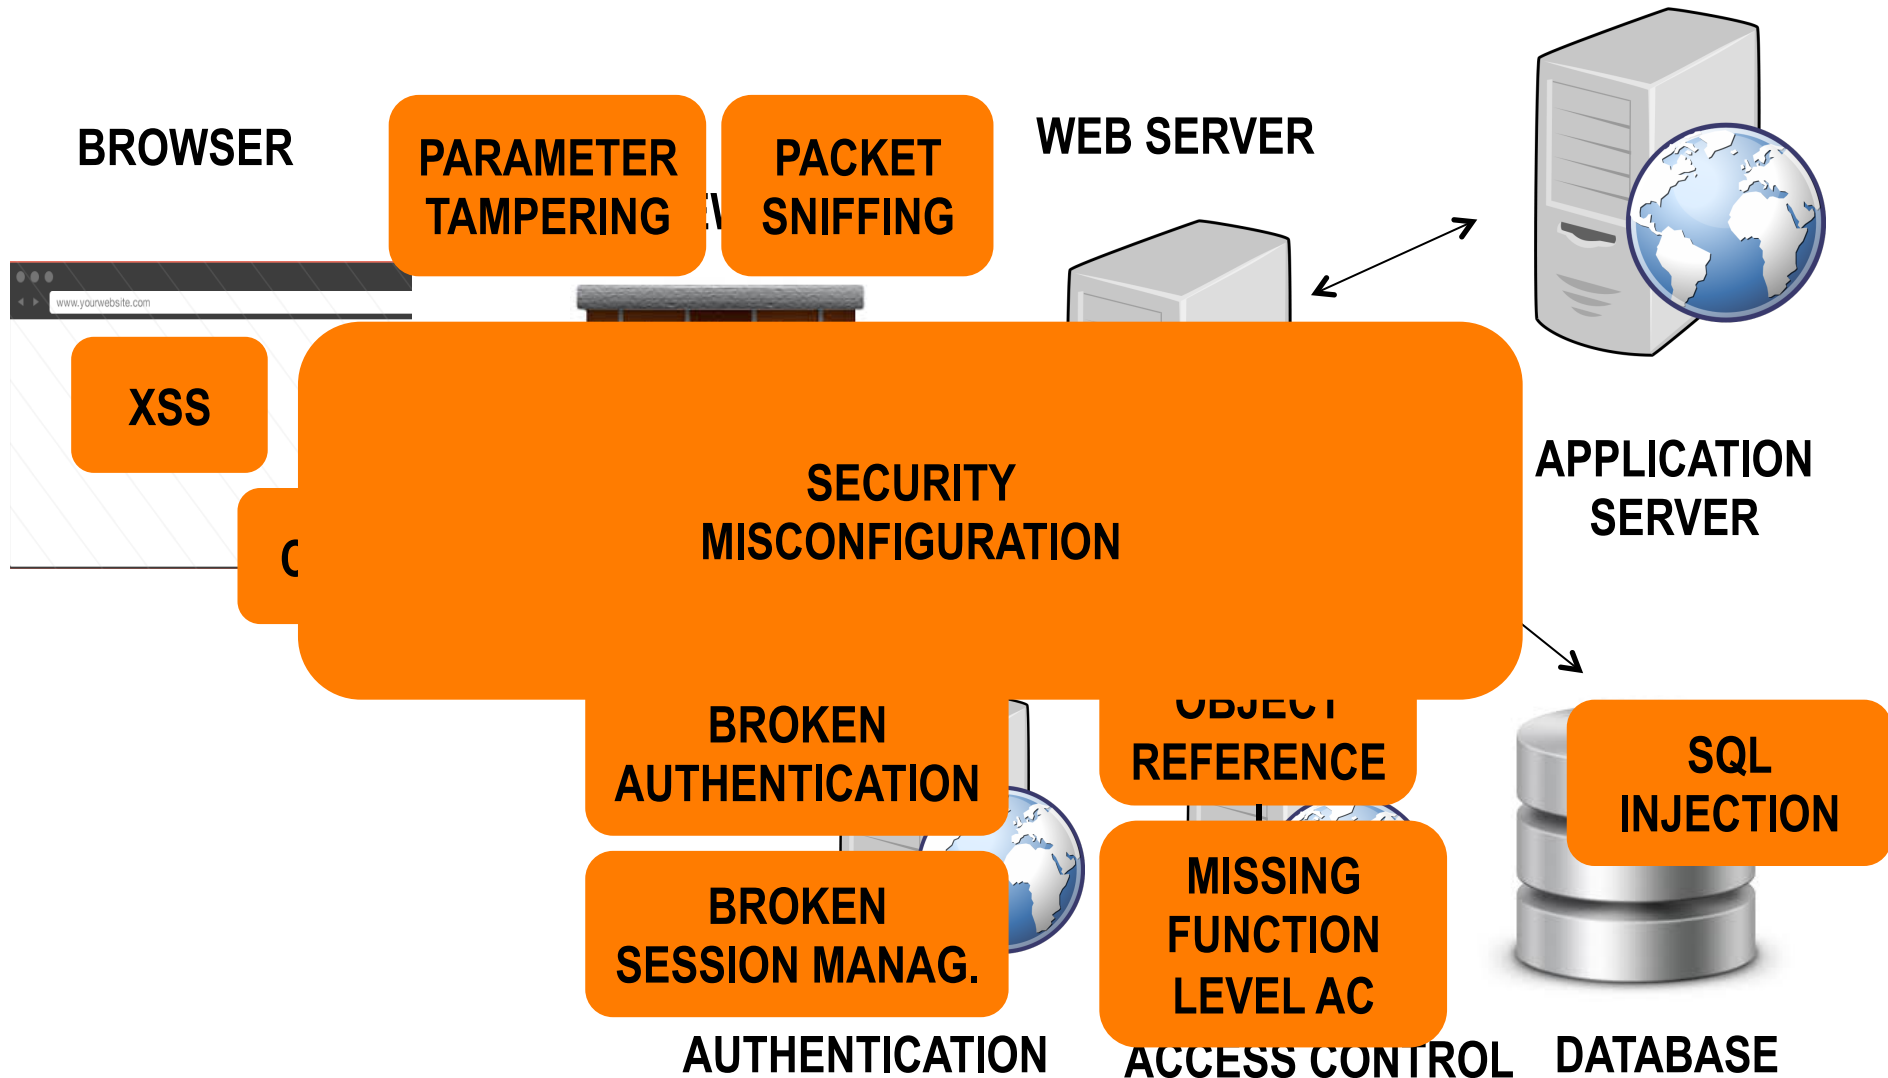 BROWSER
PARAMETER
TAMPERING
PACKET
SNIFFING
WEB SERVER
www.yourwebsite.com
XSS
SECURITY
MISCONFIGURATION
APPLICATION
SERVER
BROKEN
AUTHENTICATION
OBJECT
REFERENCE
SQL
INJECTION
BROKEN
SESSION MANAG.
MISSING
FUNCTION
LEVEL AC
AUTHENTICATION
ACCESS CONTROL
DATABASE